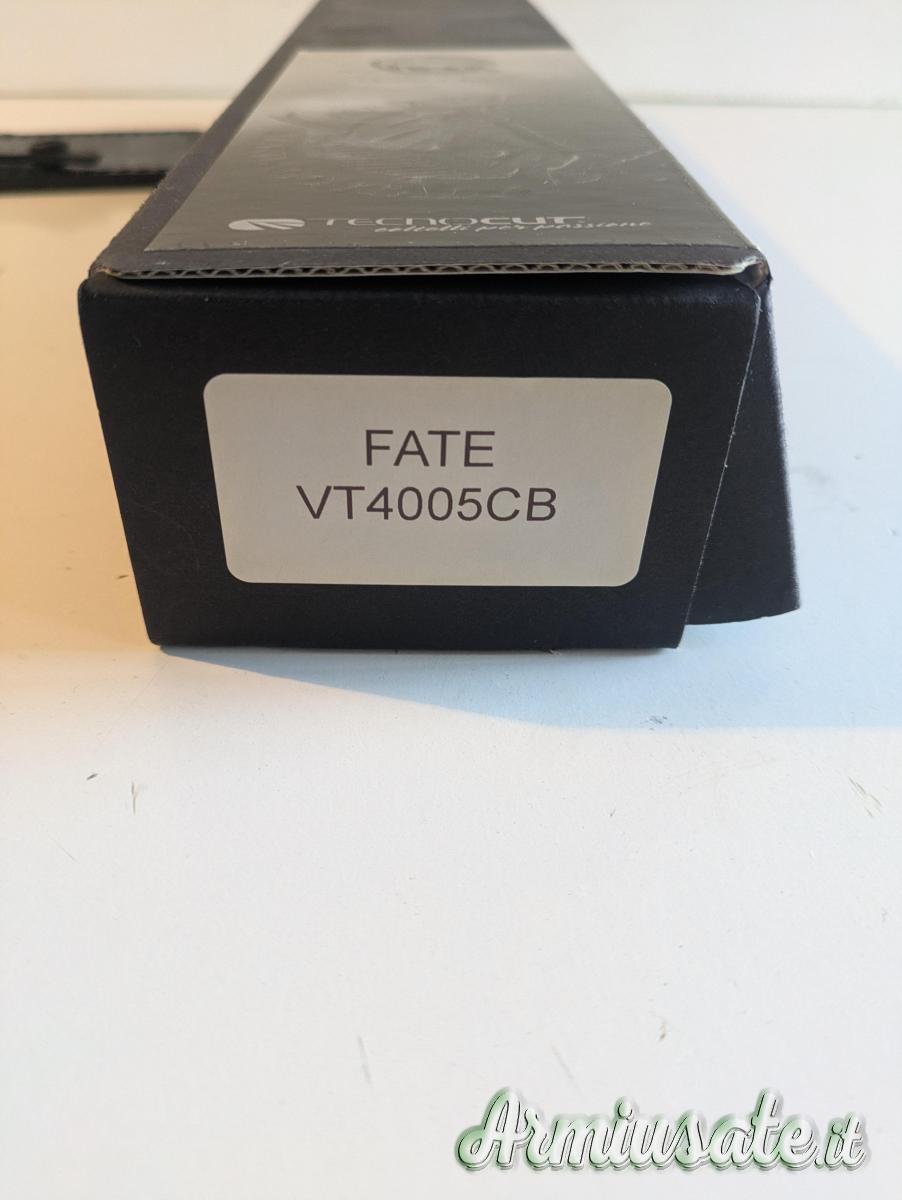 TECNOCUT
coltelli per passione
FATE
VT4005CB
Armiusate.it